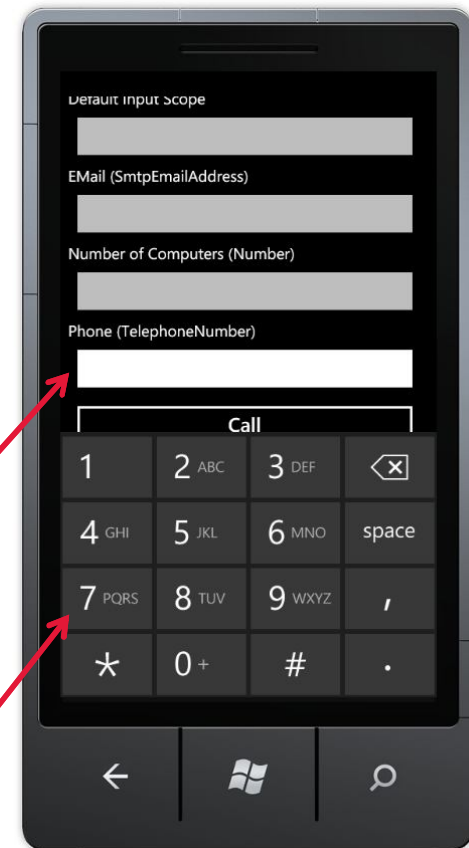 Default Input Scope
EMail (SmtpEmailAddress)
Number of Computers (Number)
Phone (TelephoneNumber)
Call
1 2 ABC 3 DEF
4 GHI 5 JKL 6 MNO space
7 PQRS 8 TUV 9 WXYZ ,
* 0 + # .